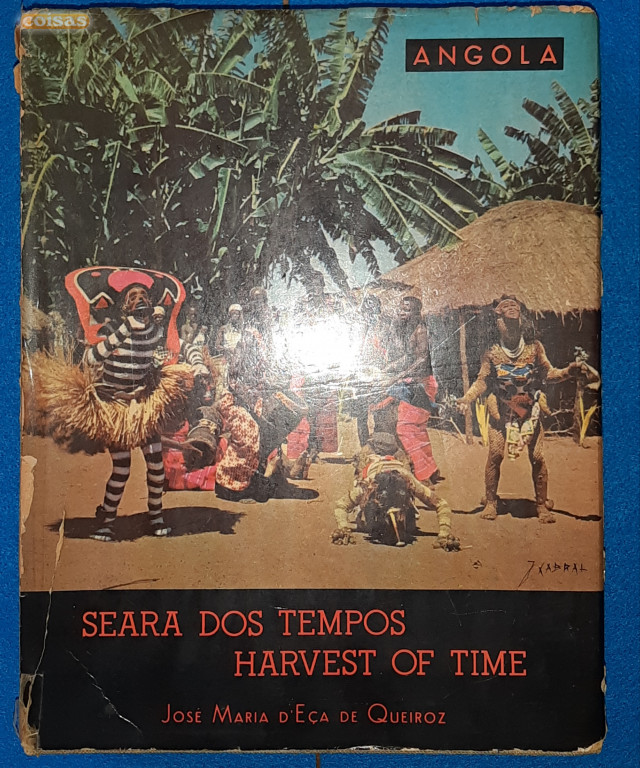 coisas
ANGOLA
J CABRAL
SEARA DOS TEMPOS
HARVEST OF TIME
JOSÉ MARIA D'EÇA DE QUEIROZ